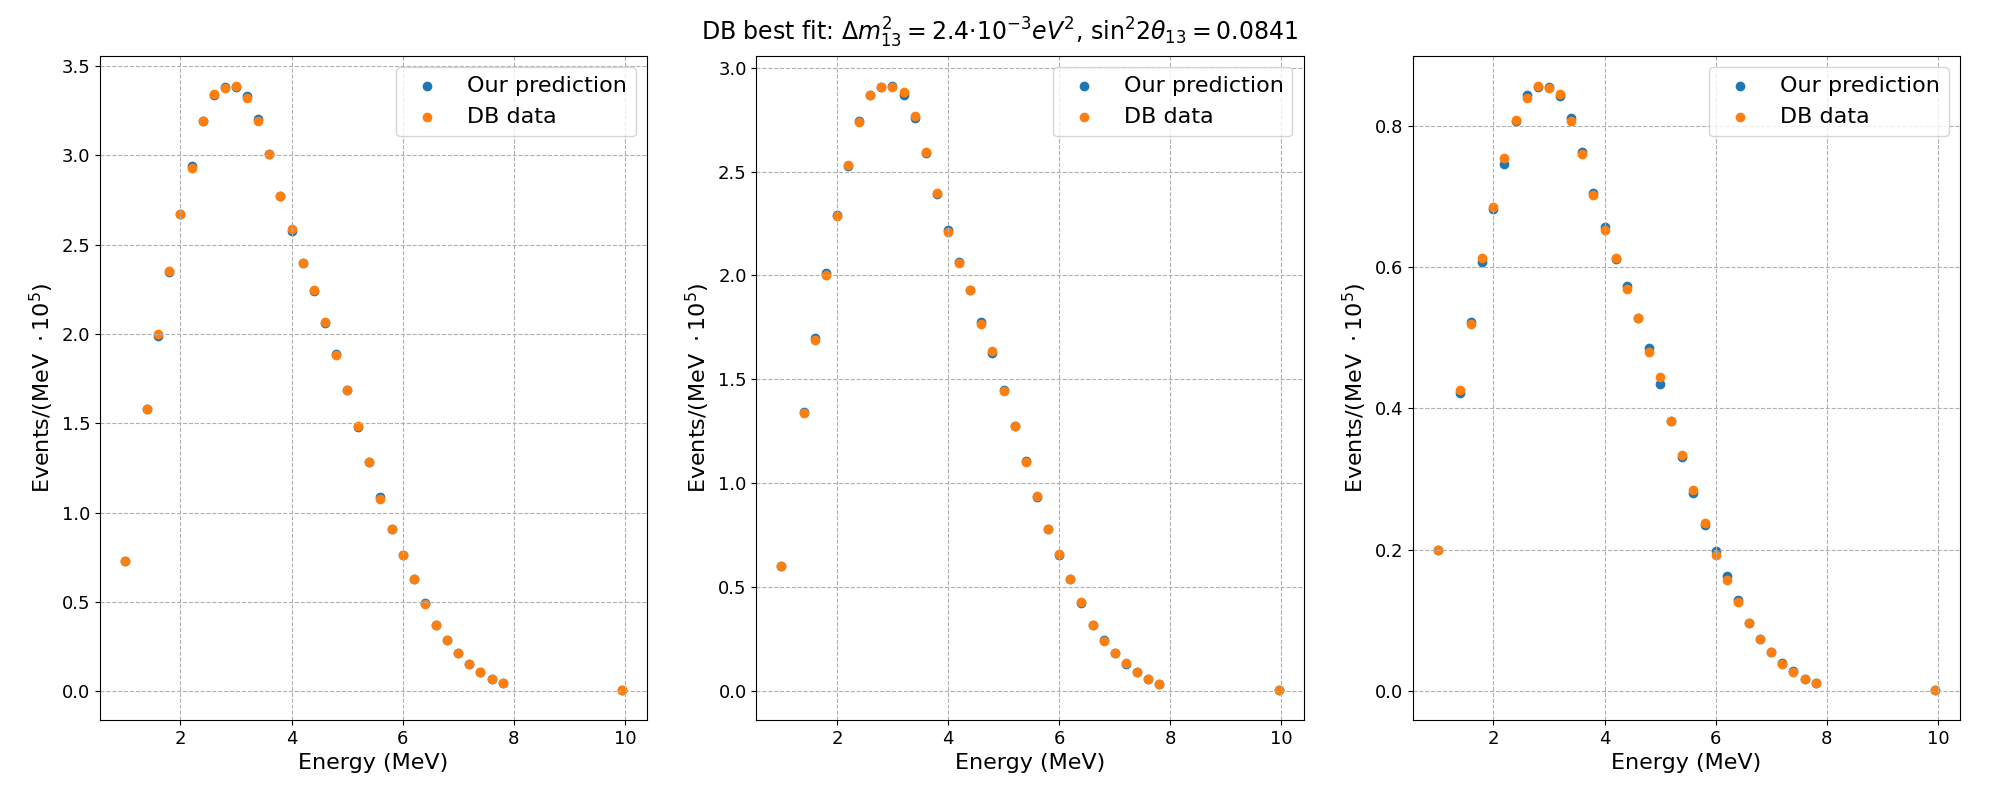 DB best fit: Δm²₁₃ = 2.4·10⁻³eV², sin²2θ₁₃ = 0.0841
3.5
3.0
2.5
2.0
1.5
1.0
0.5
0.0
Events/(MeV · 10⁵)
Our prediction
DB data
2 4 6 8 10
Energy (MeV)
3.0
2.5
2.0
1.5
1.0
0.5
0.0
Events/(MeV · 10⁵)
Our prediction
DB data
2 4 6 8 10
Energy (MeV)
0.8
0.6
0.4
0.2
0.0
Events/(MeV · 10⁵)
Our prediction
DB data
2 4 6 8 10
Energy (MeV)